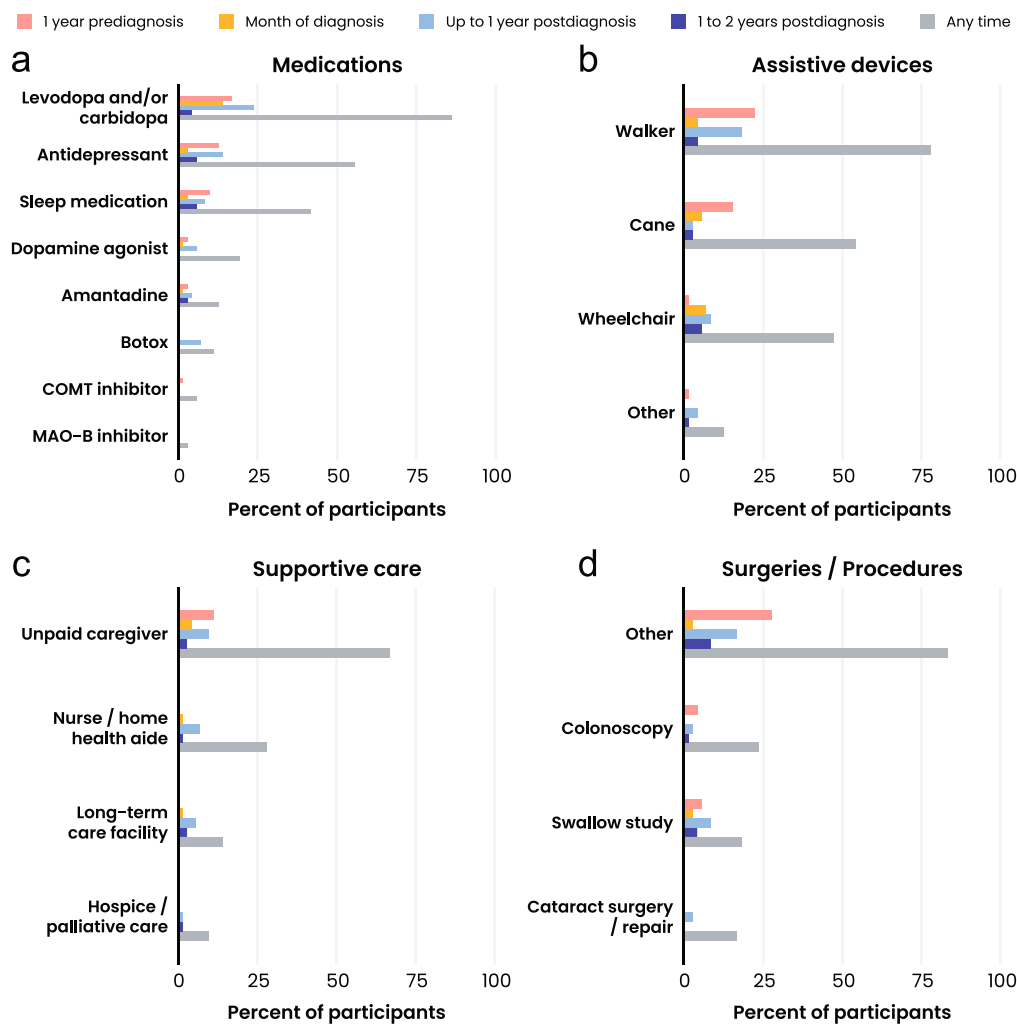 1 year prediagnosis Month of diagnosis Up to 1 year postdiagnosis 1 to 2 years postdiagnosis Any time
a Medications
Levodopa and/or
carbidopa
Antidepressant
Sleep medication
Dopamine agonist
Amantadine
Botox
COMT inhibitor
MAO-B inhibitor
0 25 50 75 100
Percent of participants
b Assistive devices
Walker
Cane
Wheelchair
Other
0 25 50 75 100
Percent of participants
c Supportive care
Unpaid caregiver
Nurse / home
health aide
Long-term
care facility
Hospice /
palliative care
0 25 50 75 100
Percent of participants
d Surgeries / Procedures
Other
Colonoscopy
Swallow study
Cataract surgery
/ repair
0 25 50 75 100
Percent of participants